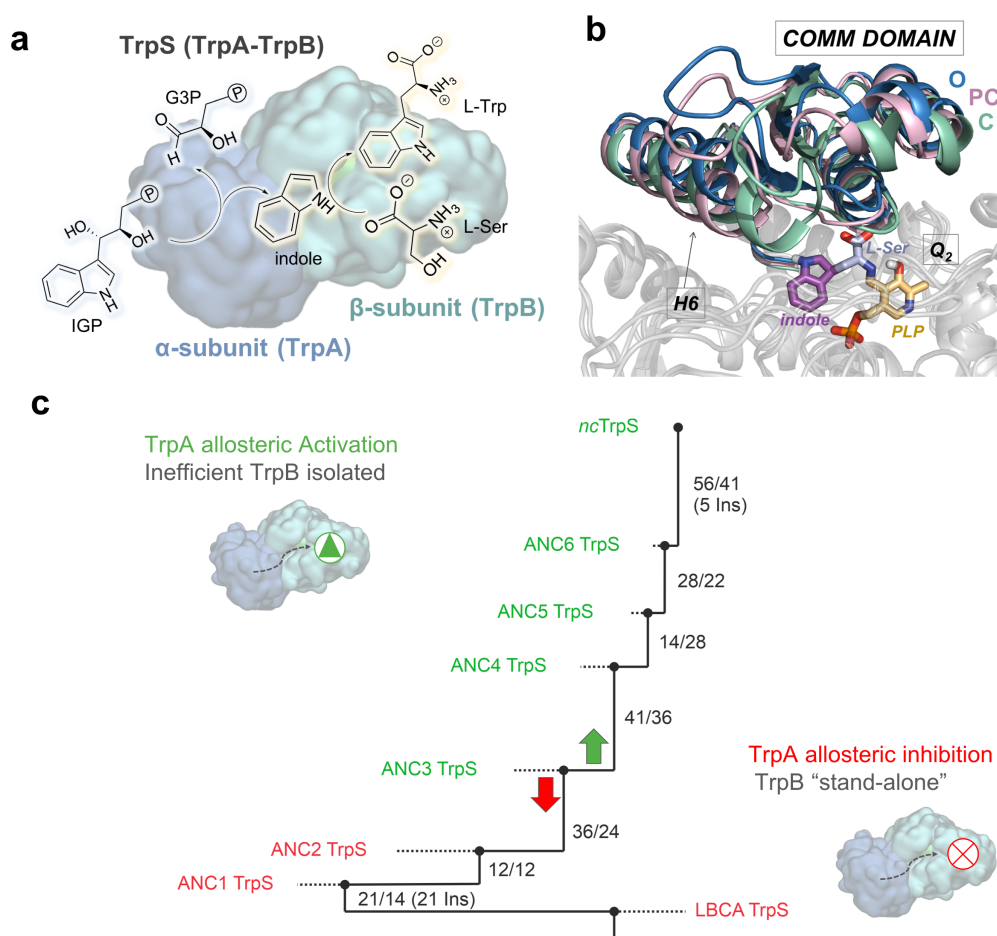 a
TrpS (TrpA-TrpB)
G3P
P
O
H
OH
O
O⊖
NH₃
⊕
L-Trp
NH
P
HO
OH
NH
IGP
NH
indole
O
O⊖
NH₃
⊕
OH
L-Ser
β-subunit (TrpB)
α-subunit (TrpA)
b
COMM DOMAIN
O
PC
C
L-Ser
Q₂
H6
indole
PLP
c
TrpA allosteric Activation
Inefficient TrpB isolated
ncTrpS
56/41
(5 Ins)
ANC6 TrpS
28/22
ANC5 TrpS
14/28
ANC4 TrpS
41/36
ANC3 TrpS
TrpA allosteric inhibition
TrpB “stand-alone”
36/24
ANC2 TrpS
12/12
ANC1 TrpS
21/14 (21 Ins)
LBCA TrpS